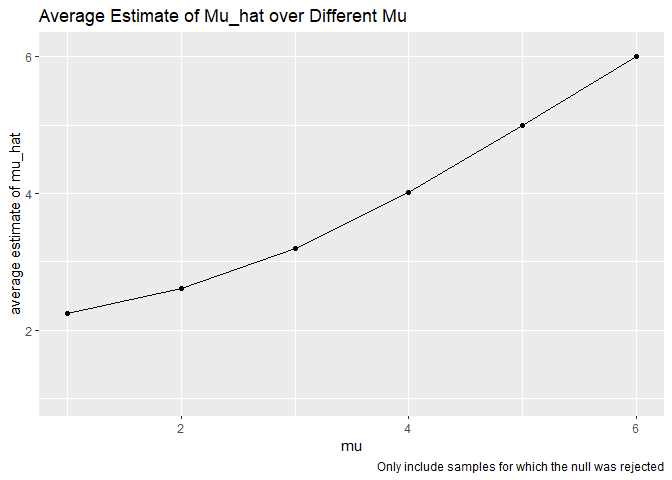 Average Estimate of Mu_hat over Different Mu
average estimate of mu_hat
6
4
2
2
4
6
mu
Only include samples for which the null was rejected